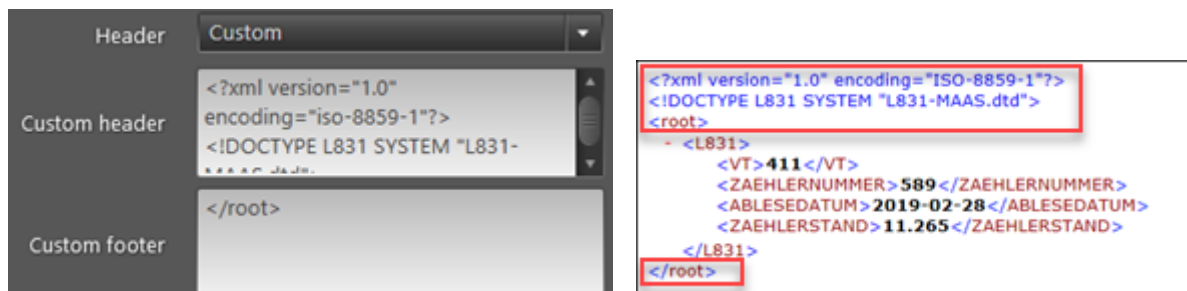 Header
Custom
Custom header
<?xml version="1.0"
encoding="iso-8859-1"?>
<!DOCTYPE L831 SYSTEM "L831-
MAAS.dtd">
Custom footer
</root>
<?xml version="1.0" encoding="ISO-8859-1"?>
<!DOCTYPE L831 SYSTEM "L831-MAAS.dtd">
<root>
- <L831>
<VT>411</VT>
<ZAEHLERNUMMER>589</ZAEHLERNUMMER>
<ABLESEDATUM>2019-02-28</ABLESEDATUM>
<ZAEHLERSTAND>11.265</ZAEHLERSTAND>
</L831>
</root>